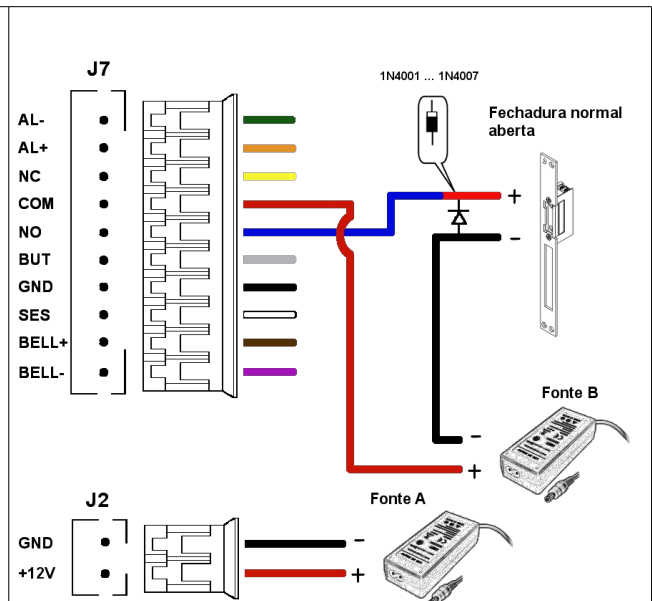 J7
AL-
AL+
NC
COM
NO
BUT
GND
SES
BELL+
BELL-
1N4001 ... 1N4007
Fechadura normal
aberta
+
-
Fonte B
-
+
J2
GND
+12V
Fonte A
-
+